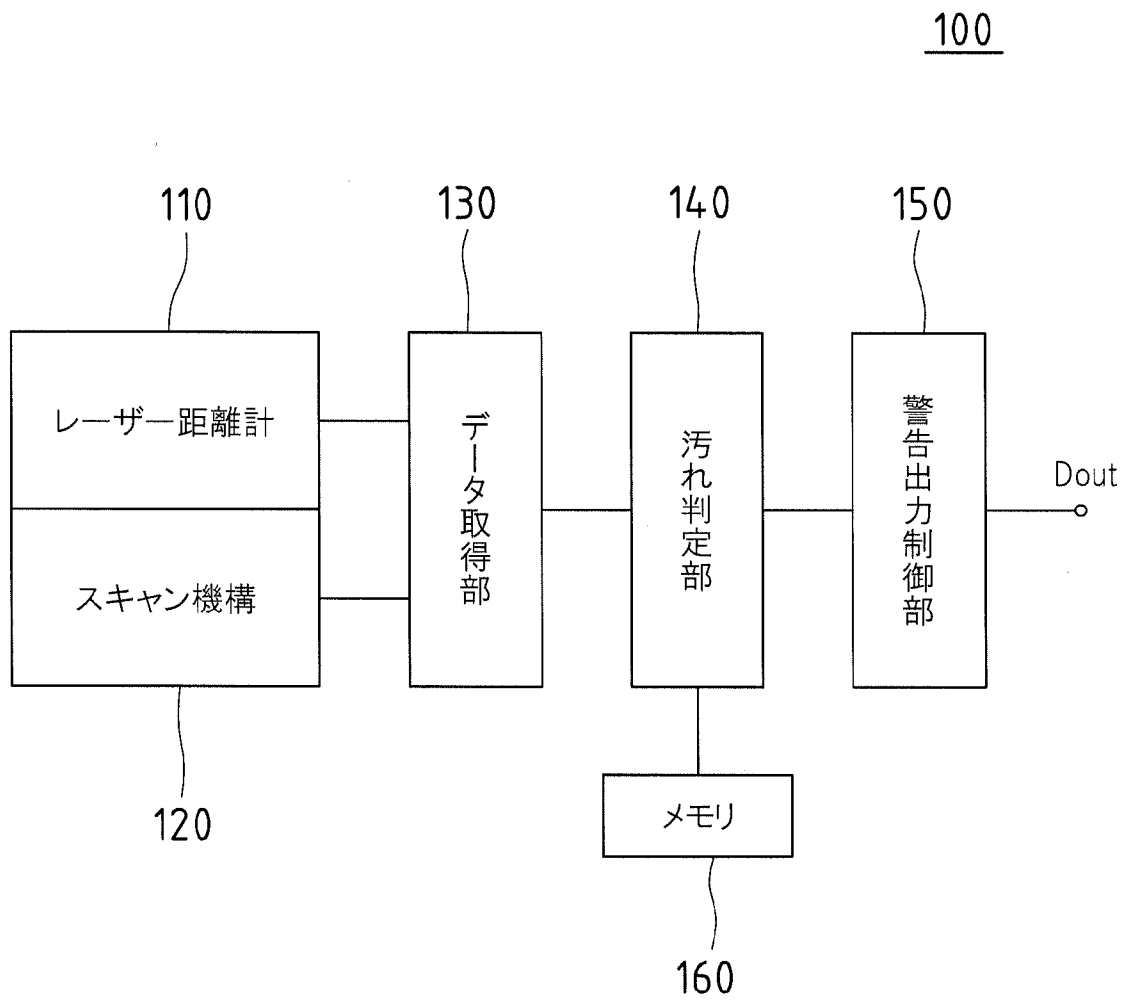 100
110
130
140
150
レーザー距離計
スキャン機構
データ取得部
汚れ判定部
警告出力制御部
Dout
メモリ
120
160